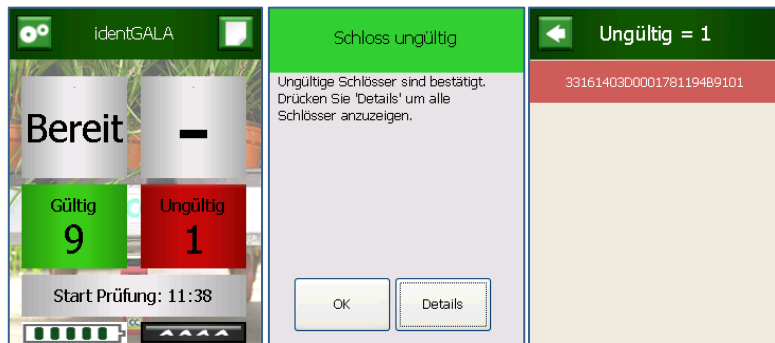 identGALA
Bereit
-
Gültig
9
Ungültig
1
Start Prüfung: 11:38
Schloss ungültig
Ungültige Schlösser sind bestätigt.
Drücken Sie 'Details' um alle
Schlösser anzuzeigen.
OK
Details
Ungültig = 1
33161403D0001781194B9101